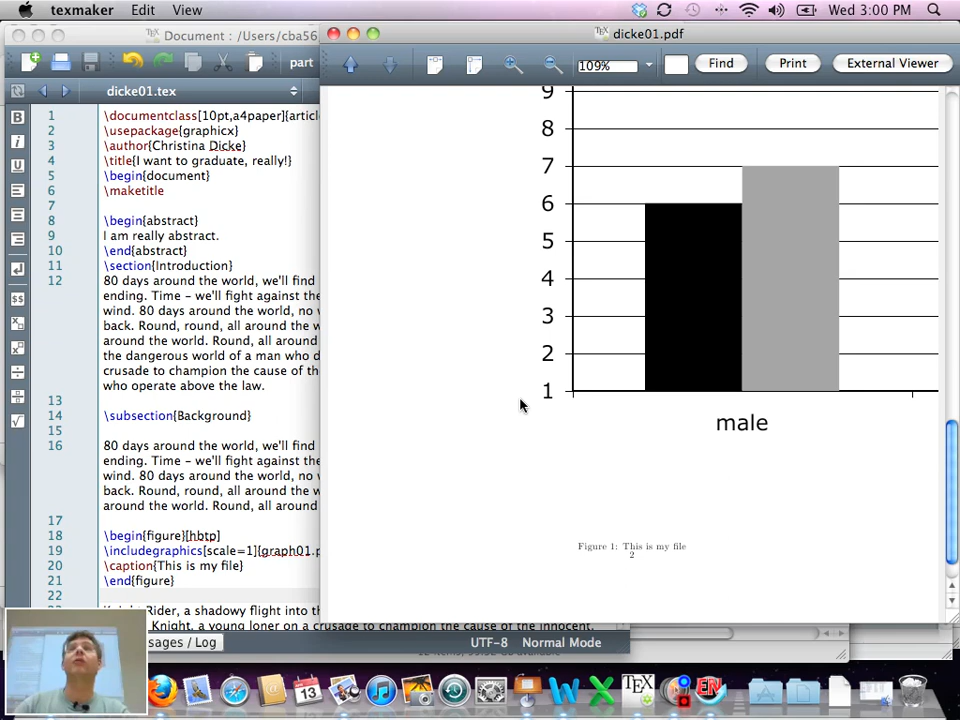 texmaker Edit View Wed 3:00 PM
Document : /Users/cba56
dicke01.pdf
part
109% Find Print External Viewer
dicke01.tex
1 \documentclass[10pt,a4paper]{artic
2 \usepackage{graphicx}
3 \author{Christina Dicke}
4 \title{I want to graduate, really!}
5 \begin{document}
6 \maketitle
7
8 \begin{abstract}
9 I am really abstract.
10 \end{abstract}
11 \section{Introduction}
12 80 days around the world, we'll find
ending. Time - we'll fight against the
wind. 80 days around the world, no
back. Round, round, all around the w
around the world. Round, all around
the dangerous world of a man who d
crusade to champion the cause of th
who operate above the law.
13
14 \subsection{Background}
15
16 80 days around the world, we'll find
ending. Time - we'll fight against the
wind. 80 days around the world, no
back. Round, round, all around the w
around the world. Round, all around
17
18 \begin{figure}[hbtp]
19 \includegraphics[scale=1]{graph01.p
20 \caption{This is my file}
21 \end{figure}
22
Rider, a shadowy flight into th
Knight, a young loner on a crusade to champion the cause of the innocent,
sages / Log
UTF-8 Normal Mode
9
8
7
6
5
4
3
2
1
male
Figure 1: This is my file
2
JUL
13
W
X
TEX
EN